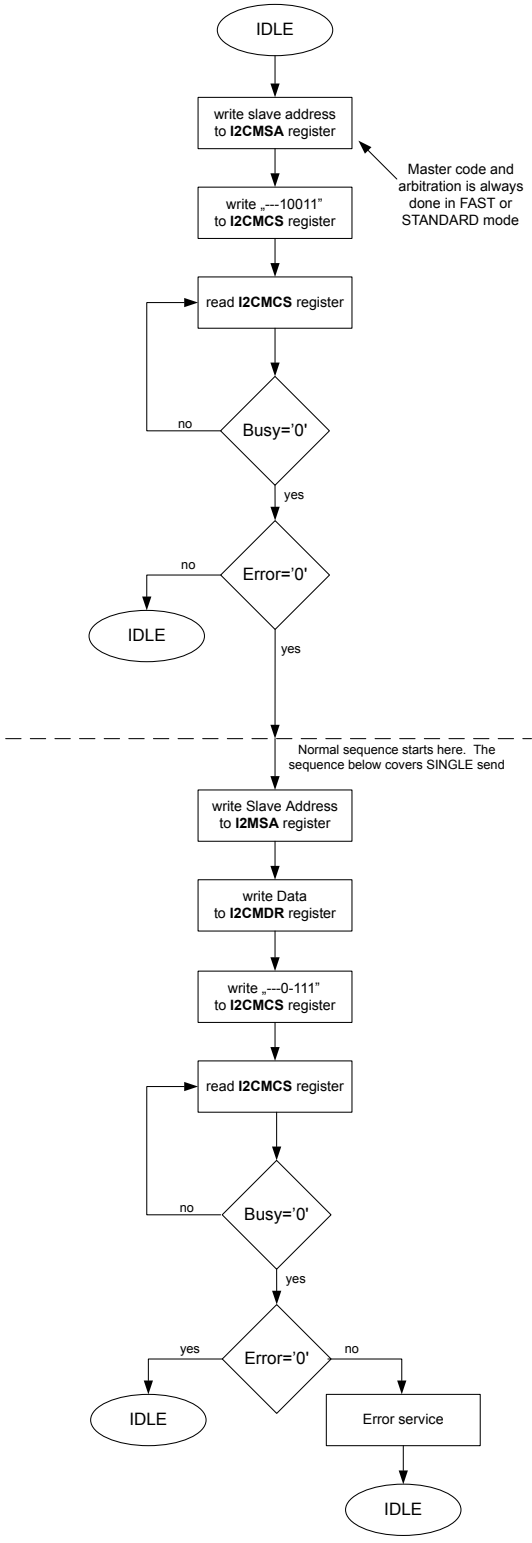 IDLE
write slave address
to I2CMSA register
Master code and
arbitration is always
done in FAST or
STANDARD mode
write „---10011”
to I2CMCS register
read I2CMCS register
Busy='0'
no
yes
Error='0'
no
IDLE
yes
Normal sequence starts here. The
sequence below covers SINGLE send
write Slave Address
to I2MSA register
write Data
to I2CMDR register
write „---0-111”
to I2CMCS register
read I2CMCS register
Busy='0'
no
yes
yes
Error='0'
no
IDLE
Error service
IDLE